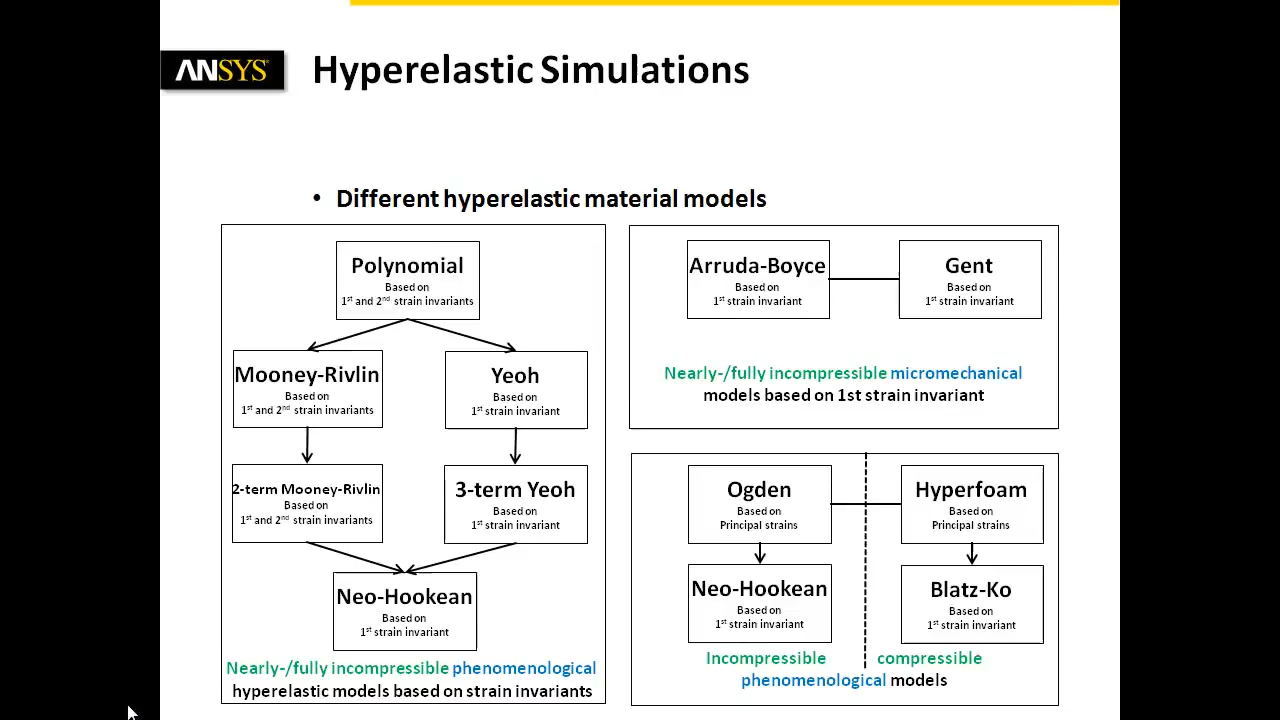 ANSYS
Hyperelastic Simulations
• Different hyperelastic material models
Polynomial
Based on
1st and 2nd strain invariants
Mooney-Rivlin
Based on
1st and 2nd strain invariants
Yeoh
Based on
1st strain invariant
2-term Mooney-Rivlin
Based on
1st and 2nd strain invariants
3-term Yeoh
Based on
1st strain invariant
Neo-Hookean
Based on
1st strain invariant
Nearly-/fully incompressible phenomenological
hyperelastic models based on strain invariants
Arruda-Boyce
Based on
1st strain invariant
Gent
Based on
1st strain invariant
Nearly-/fully incompressible micromechanical
models based on 1st strain invariant
Ogden
Based on
Principal strains
Hyperfoam
Based on
Principal strains
Neo-Hookean
Based on
1st strain invariant
Blatz-Ko
Based on
1st strain invariant
Incompressible compressible
phenomenological models